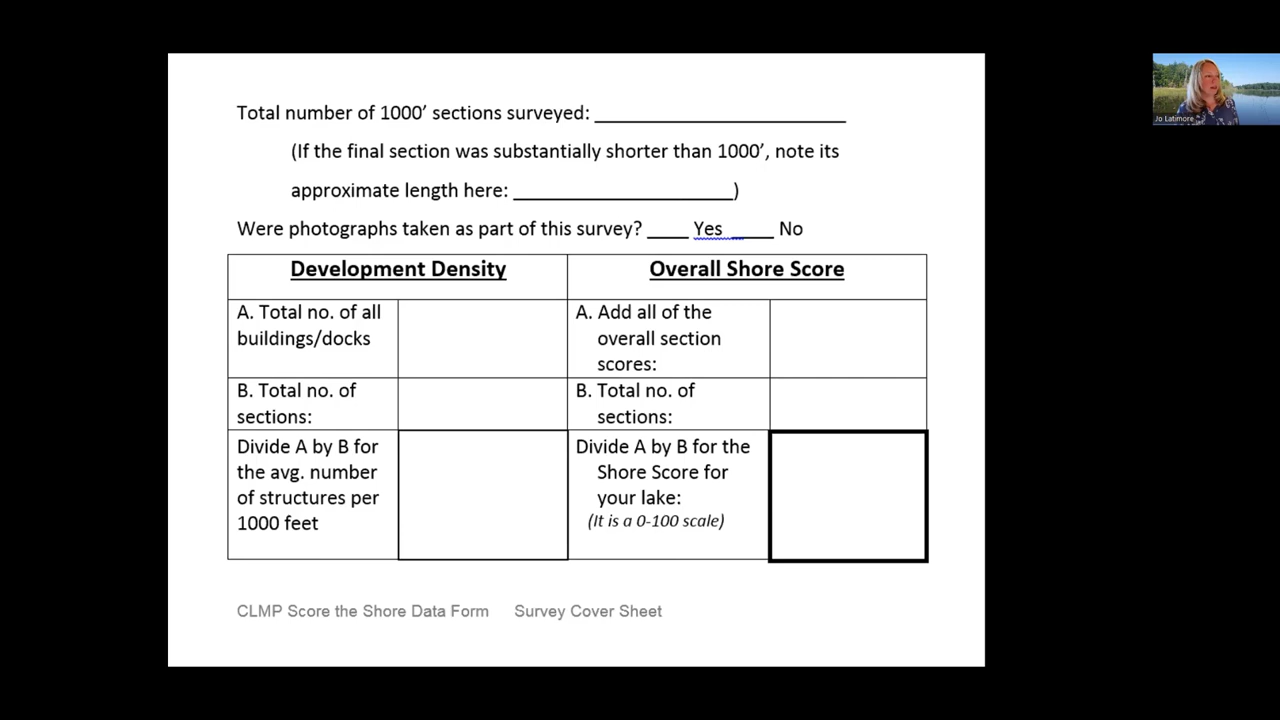 Total number of 1000’ sections surveyed: _________________________
(If the final section was substantially shorter than 1000’, note its
approximate length here: ______________________)
Were photographs taken as part of this survey? ____ Yes ____ No
Development Density
Overall Shore Score
A. Total no. of all
buildings/docks
A. Add all of the
overall section
scores:
B. Total no. of
sections:
B. Total no. of
sections:
Divide A by B for
the avg. number
of structures per
1000 feet
Divide A by B for the
Shore Score for
your lake:
(It is a 0-100 scale)
CLMP Score the Shore Data Form Survey Cover Sheet
Jo Latimore